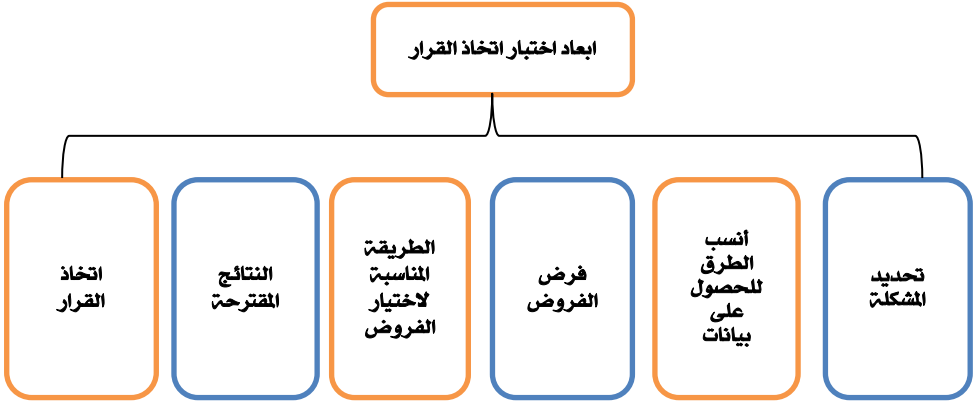 ابعاد اختبار اتخاذ القرار
تحديد
المشكلة
أنسب
الطرق
للحصول
على
بيانات
فرض
الفروض
الطريقة
المناسبة
لاختيار
الفروض
النتائج
المقترحة
اتخاذ
القرار